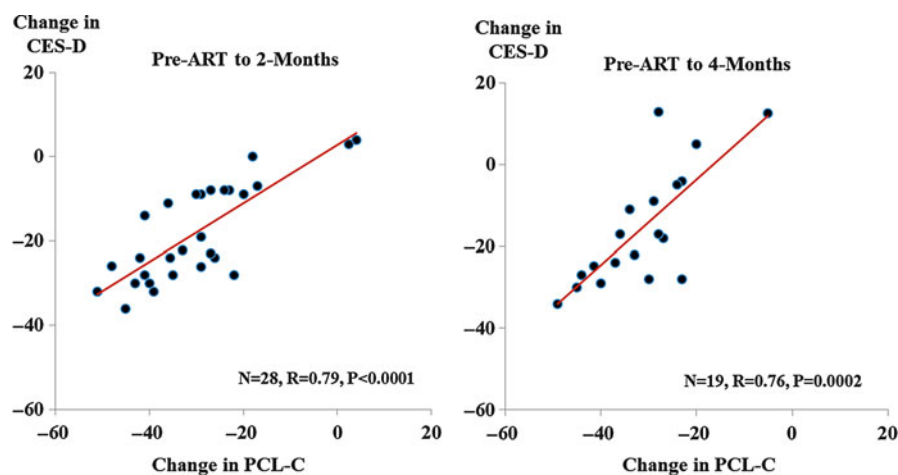 Change in
CES-D
Pre-ART to 2-Months
20
0
−20
−40
−60
−60
−40
−20
0
20
N=28, R=0.79, P<0.0001
Change in PCL-C
Change in
CES-D
Pre-ART to 4-Months
20
0
−20
−40
−60
−60
−40
−20
0
20
N=19, R=0.76, P=0.0002
Change in PCL-C